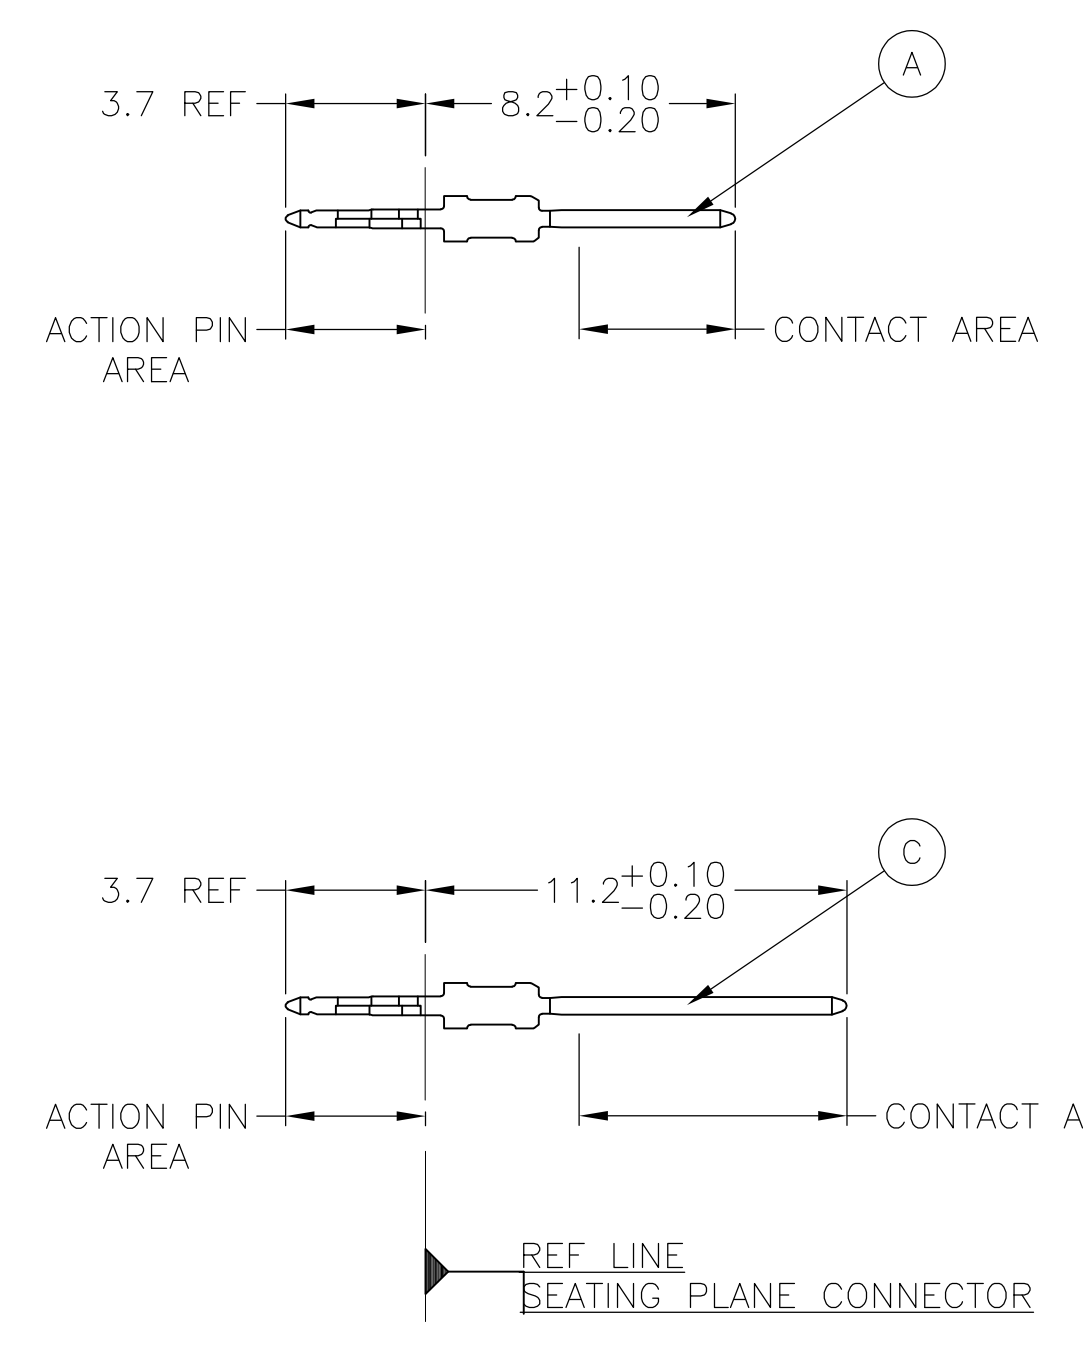 A
3.7 REF
8.2 +0.10
-0.20
ACTION PIN
AREA
CONTACT AREA
C
3.7 REF
11.2 +0.10
-0.20
ACTION PIN
AREA
CONTACT A
REF LINE
SEATING PLANE CONNECTOR